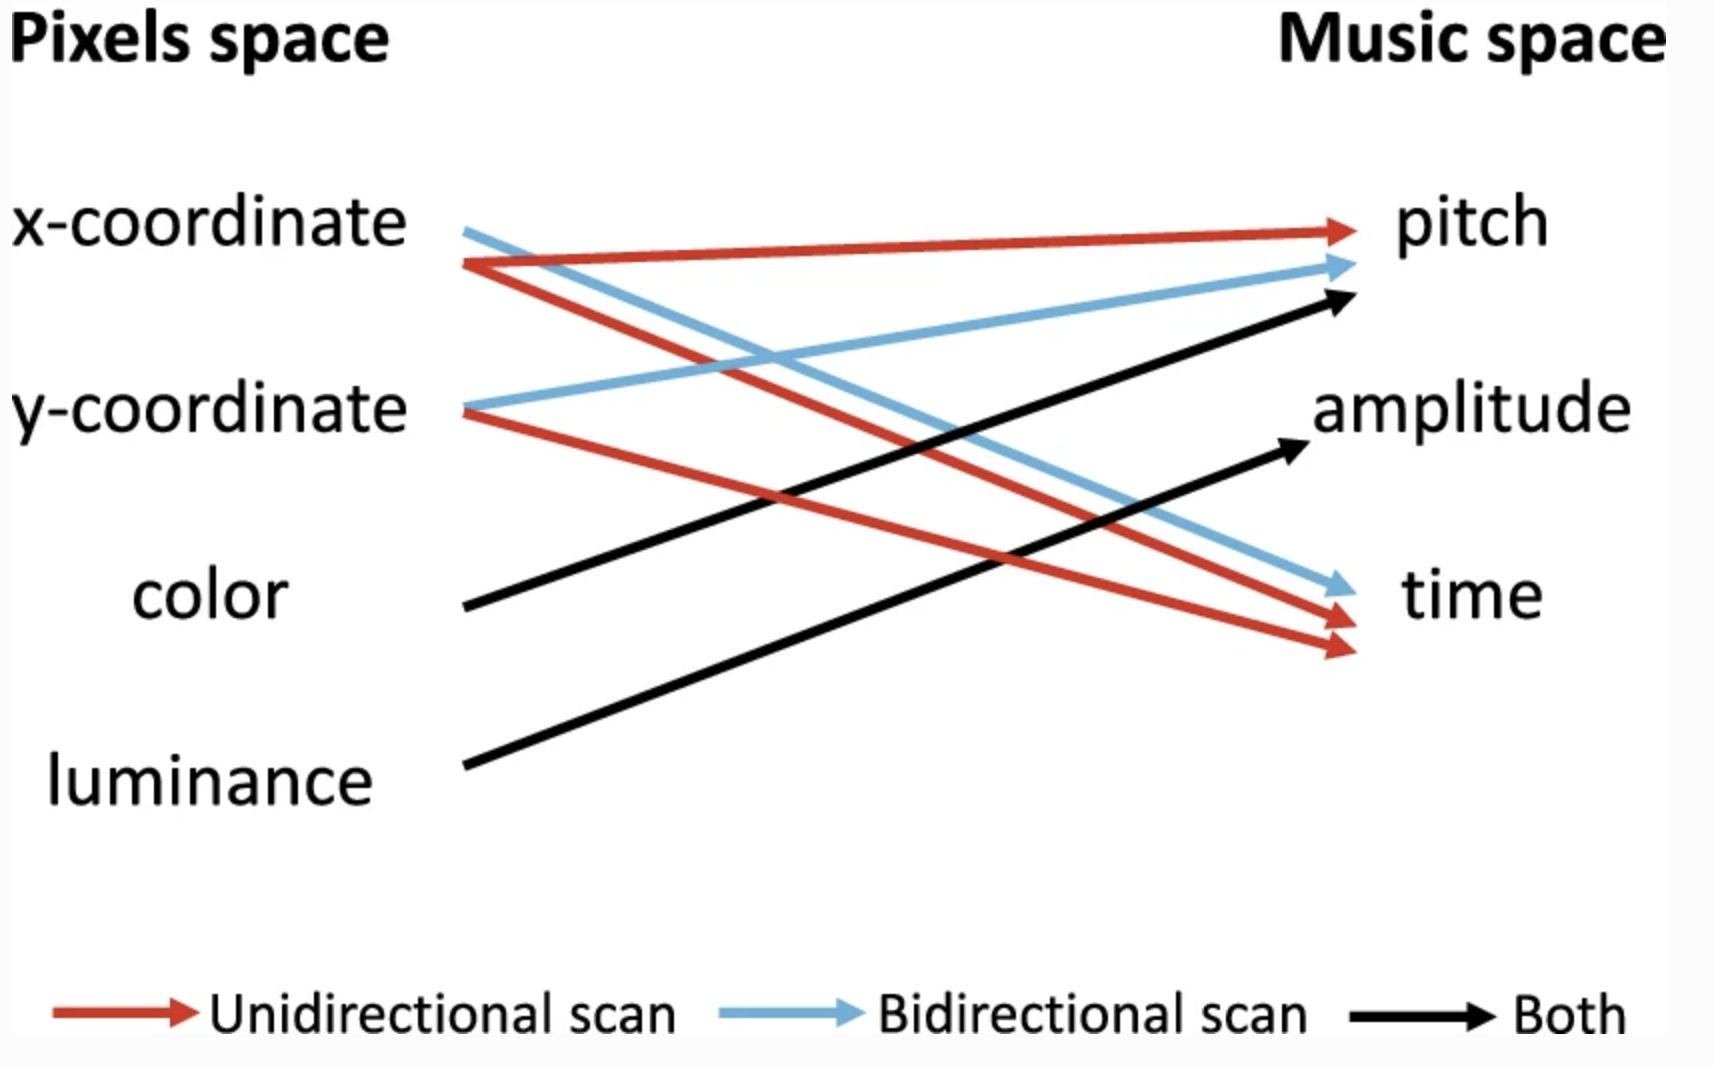 Pixels space
Music space
x-coordinate
pitch
y-coordinate
amplitude
color
time
luminance
Unidirectional scan
Bidirectional scan
Both